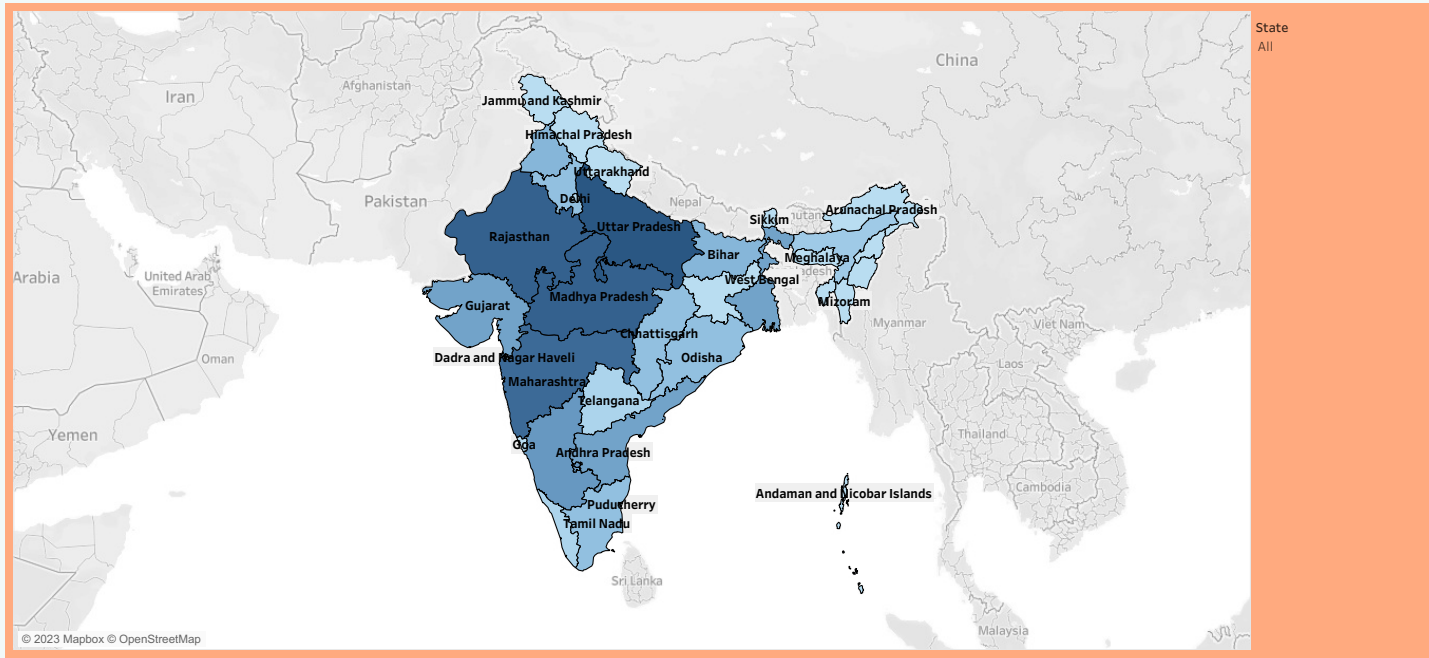 State
All
China
Iran
Afghanistan
Jammu and Kashmir
Himachal Pradesh
Uttarakhand
Pakistan
Delhi
Nepal
Sikkim
Arunachal Pradesh
Uttar Pradesh
Rajasthan
Bihar
Meghalaya
Arabia
United Arab
Emirates
West Bengal
Madhya Pradesh
Gujarat
Mizoram
Myanmar
Viet Nam
Chhattisgarh
Oman
Dadra and Nagar Haveli
Odisha
Laos
Maharashtra
Telangana
Yemen
Goa
Andhra Pradesh
Thailand
Cambodia
Andaman and Nicobar Islands
Puducherry
Tamil Nadu
Sri Lanka
Malaysia
© 2023 Mapbox © OpenStreetMap